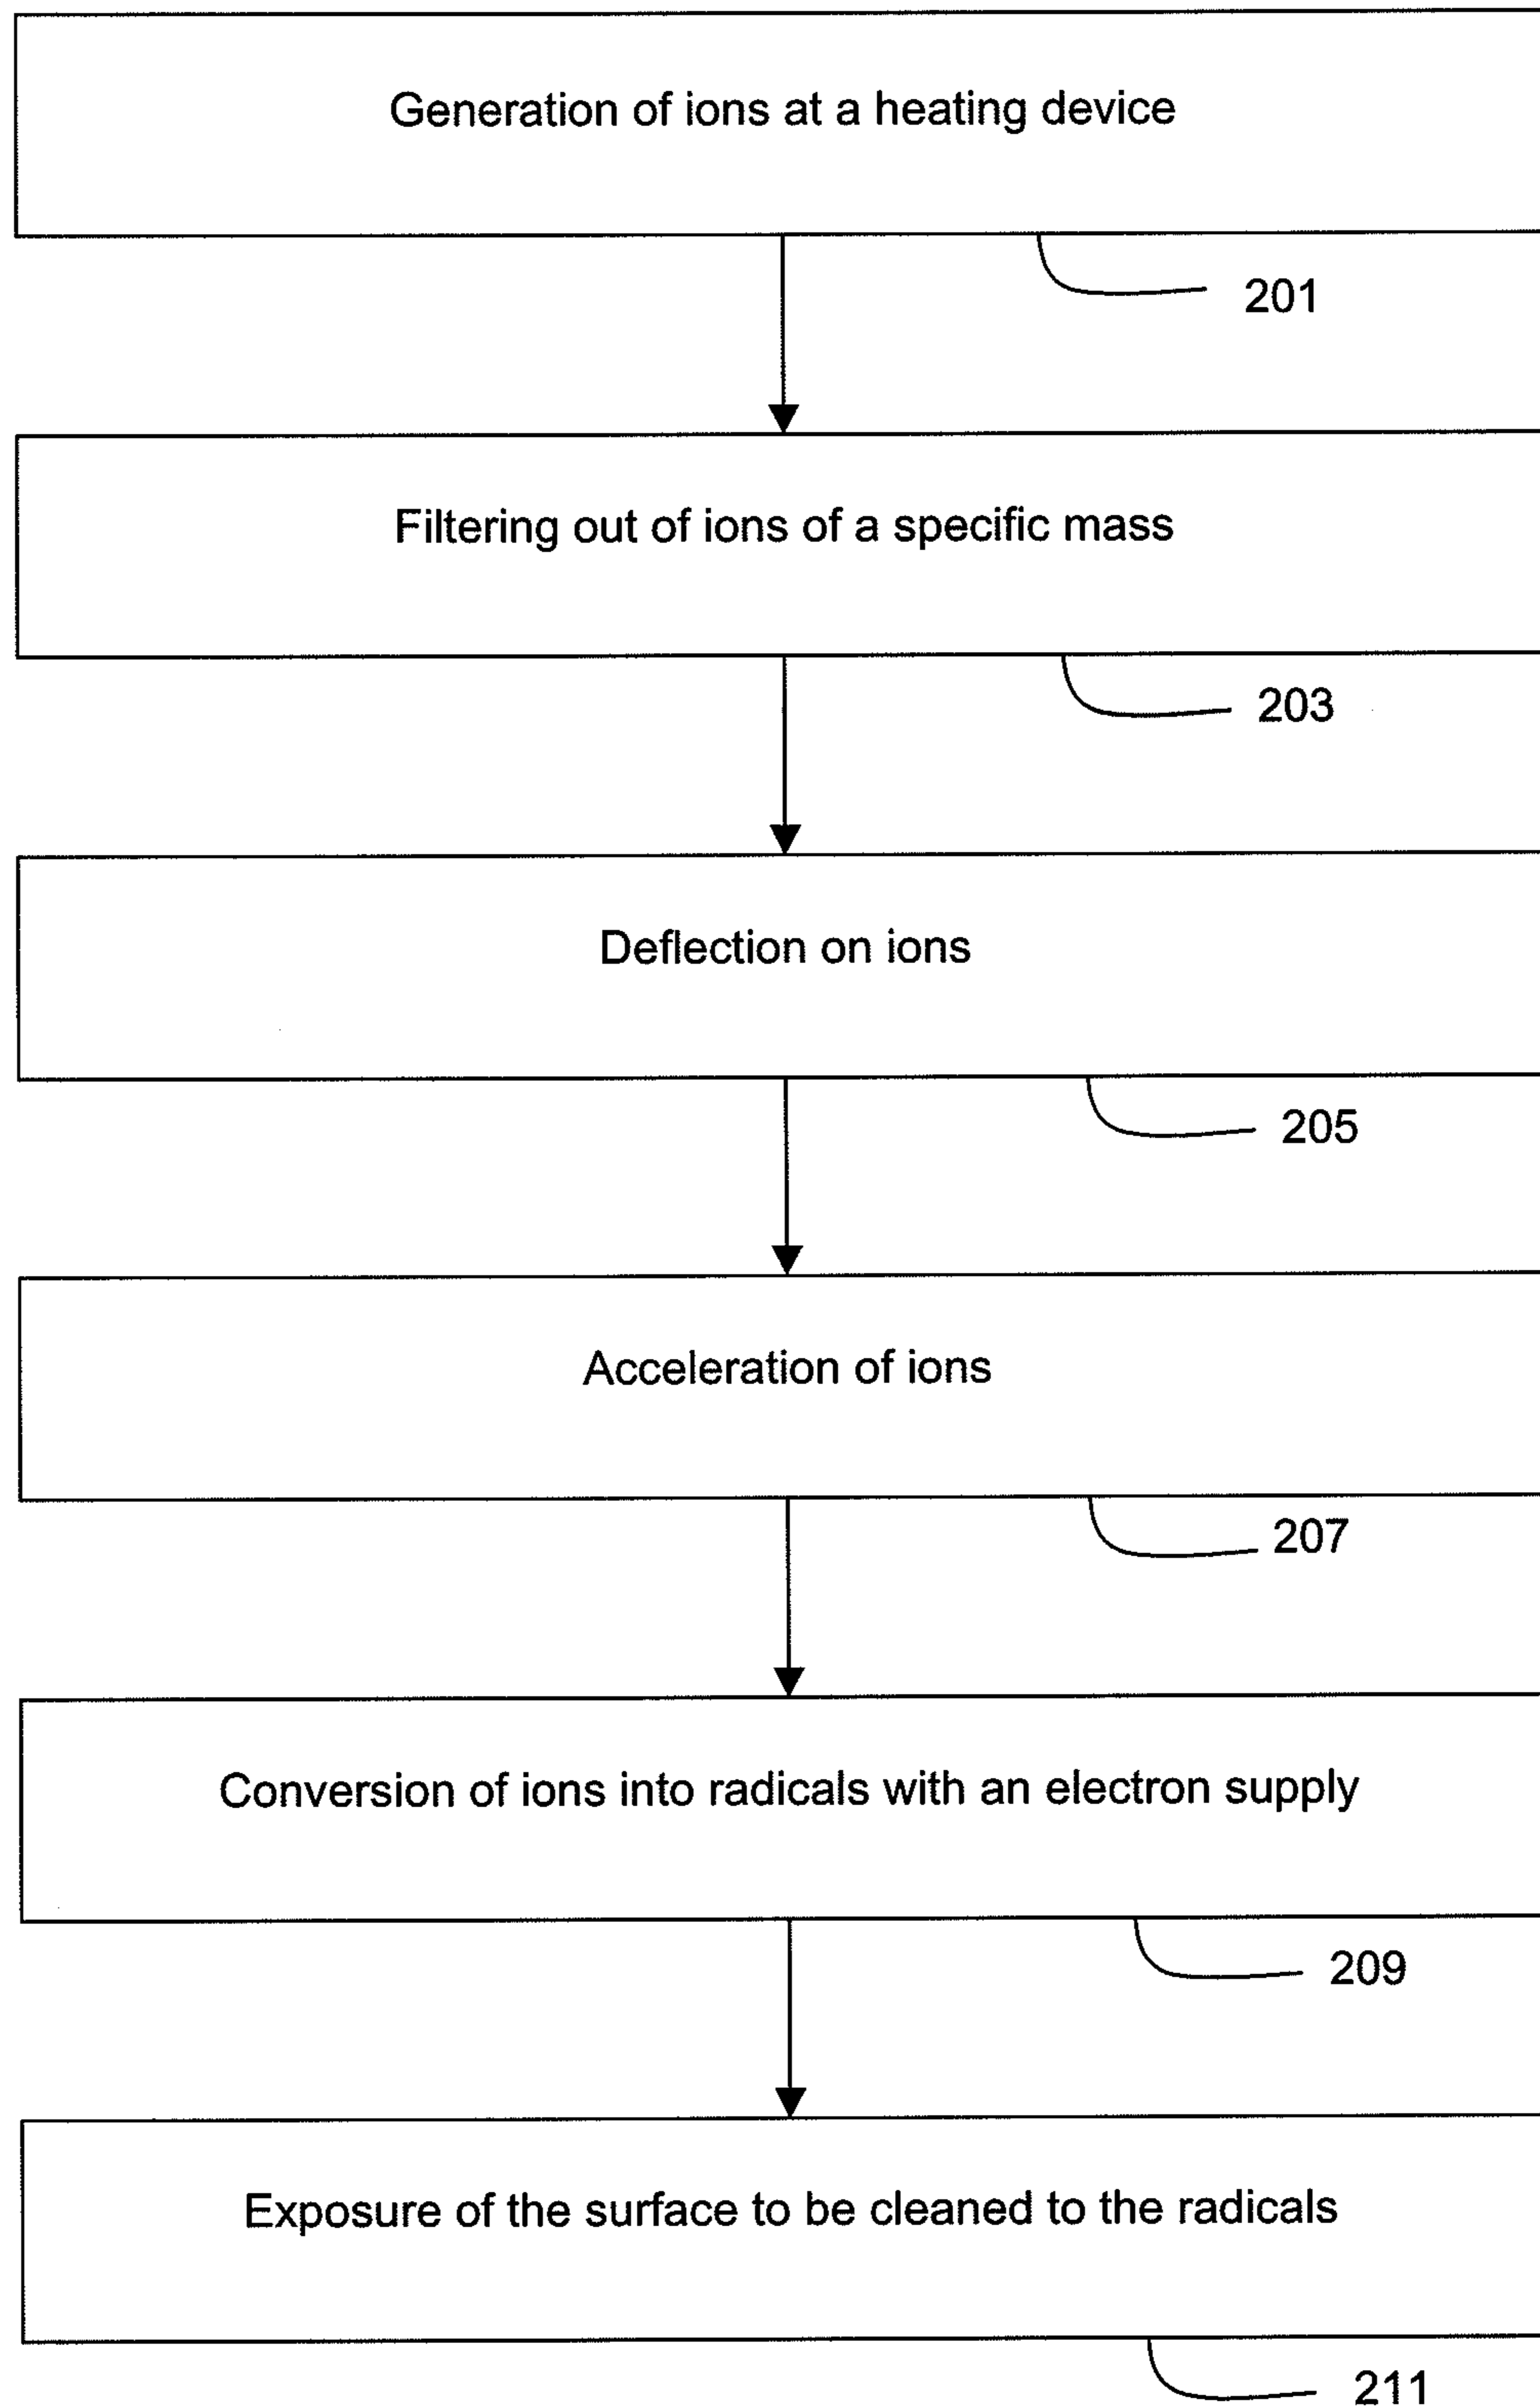 Generation of ions at a heating device
201
Filtering out of ions of a specific mass
203
Deflection on ions
205
Acceleration of ions
207
Conversion of ions into radicals with an electron supply
209
Exposure of the surface to be cleaned to the radicals
211